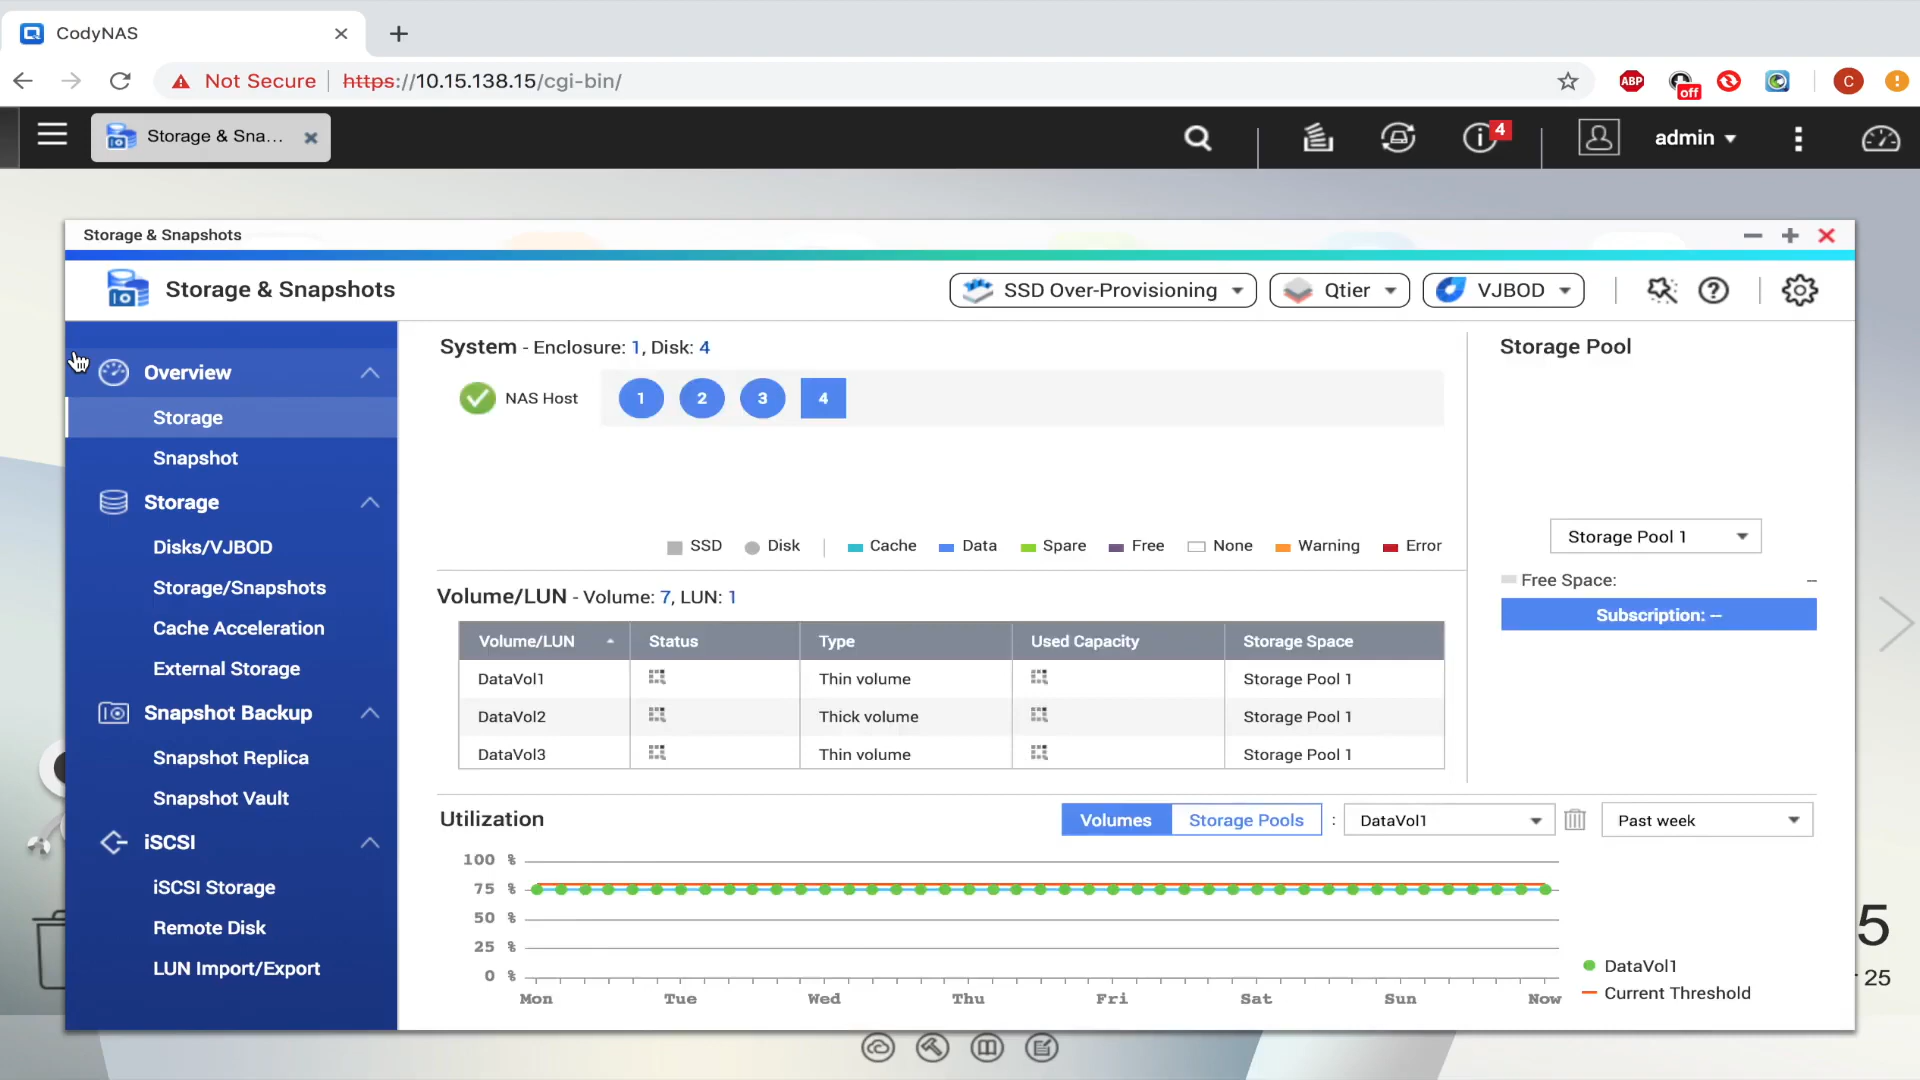 CodyNAS
Not Secure https://10.15.138.15/cgi-bin/
ABP off C
Storage & Sna... 4 admin
Storage & Snapshots
Storage & Snapshots SSD Over-Provisioning Qtier VJBOD
Overview
Storage
Snapshot
Storage
Disks/VJBOD
Storage/Snapshots
Cache Acceleration
External Storage
Snapshot Backup
Snapshot Replica
Snapshot Vault
iSCSI
iSCSI Storage
Remote Disk
LUN Import/Export
System - Enclosure: 1, Disk: 4
NAS Host 1 2 3 4
SSD Disk Cache Data Spare Free None Warning Error
Storage Pool
Storage Pool 1
Free Space: --
Subscription: --
Volume/LUN - Volume: 7, LUN: 1
Volume/LUN Status Type Used Capacity Storage Space
DataVol1 Thin volume Storage Pool 1
DataVol2 Thick volume Storage Pool 1
DataVol3 Thin volume Storage Pool 1
Utilization Volumes Storage Pools : DataVol1 Past week
100 %
75 %
50 %
25 %
0 %
Mon Tue Wed Thu Fri Sat Sun Now
DataVol1
Current Threshold
5
25